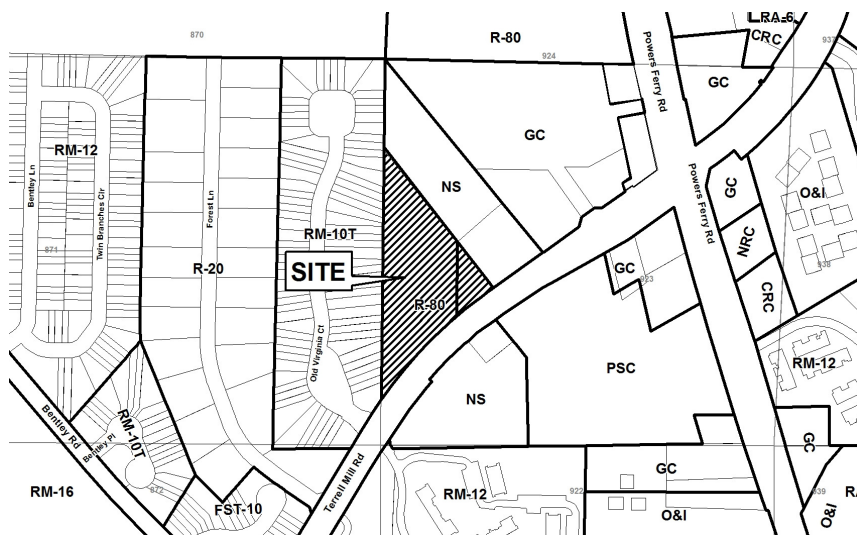 870
R-80
924
LRA-6
CRC
937
GC
Powers Ferry Rd
GC
RM-12
Bentley Ln
Twin Branches Cir
871
Forest Ln
R-20
NS
RM-10T
SITE
R-80
Old Virginia Ct
Powers Ferry Rd
GC
NRC
CRC
O&I
938
GC
923
PSC
RM-12
NS
RM-10T
Bentley Rd
Bentley Pl
872
RM-16
FST-10
Terrell Mill Rd
RM-12
922
GC
O&I
GC
939
O&I